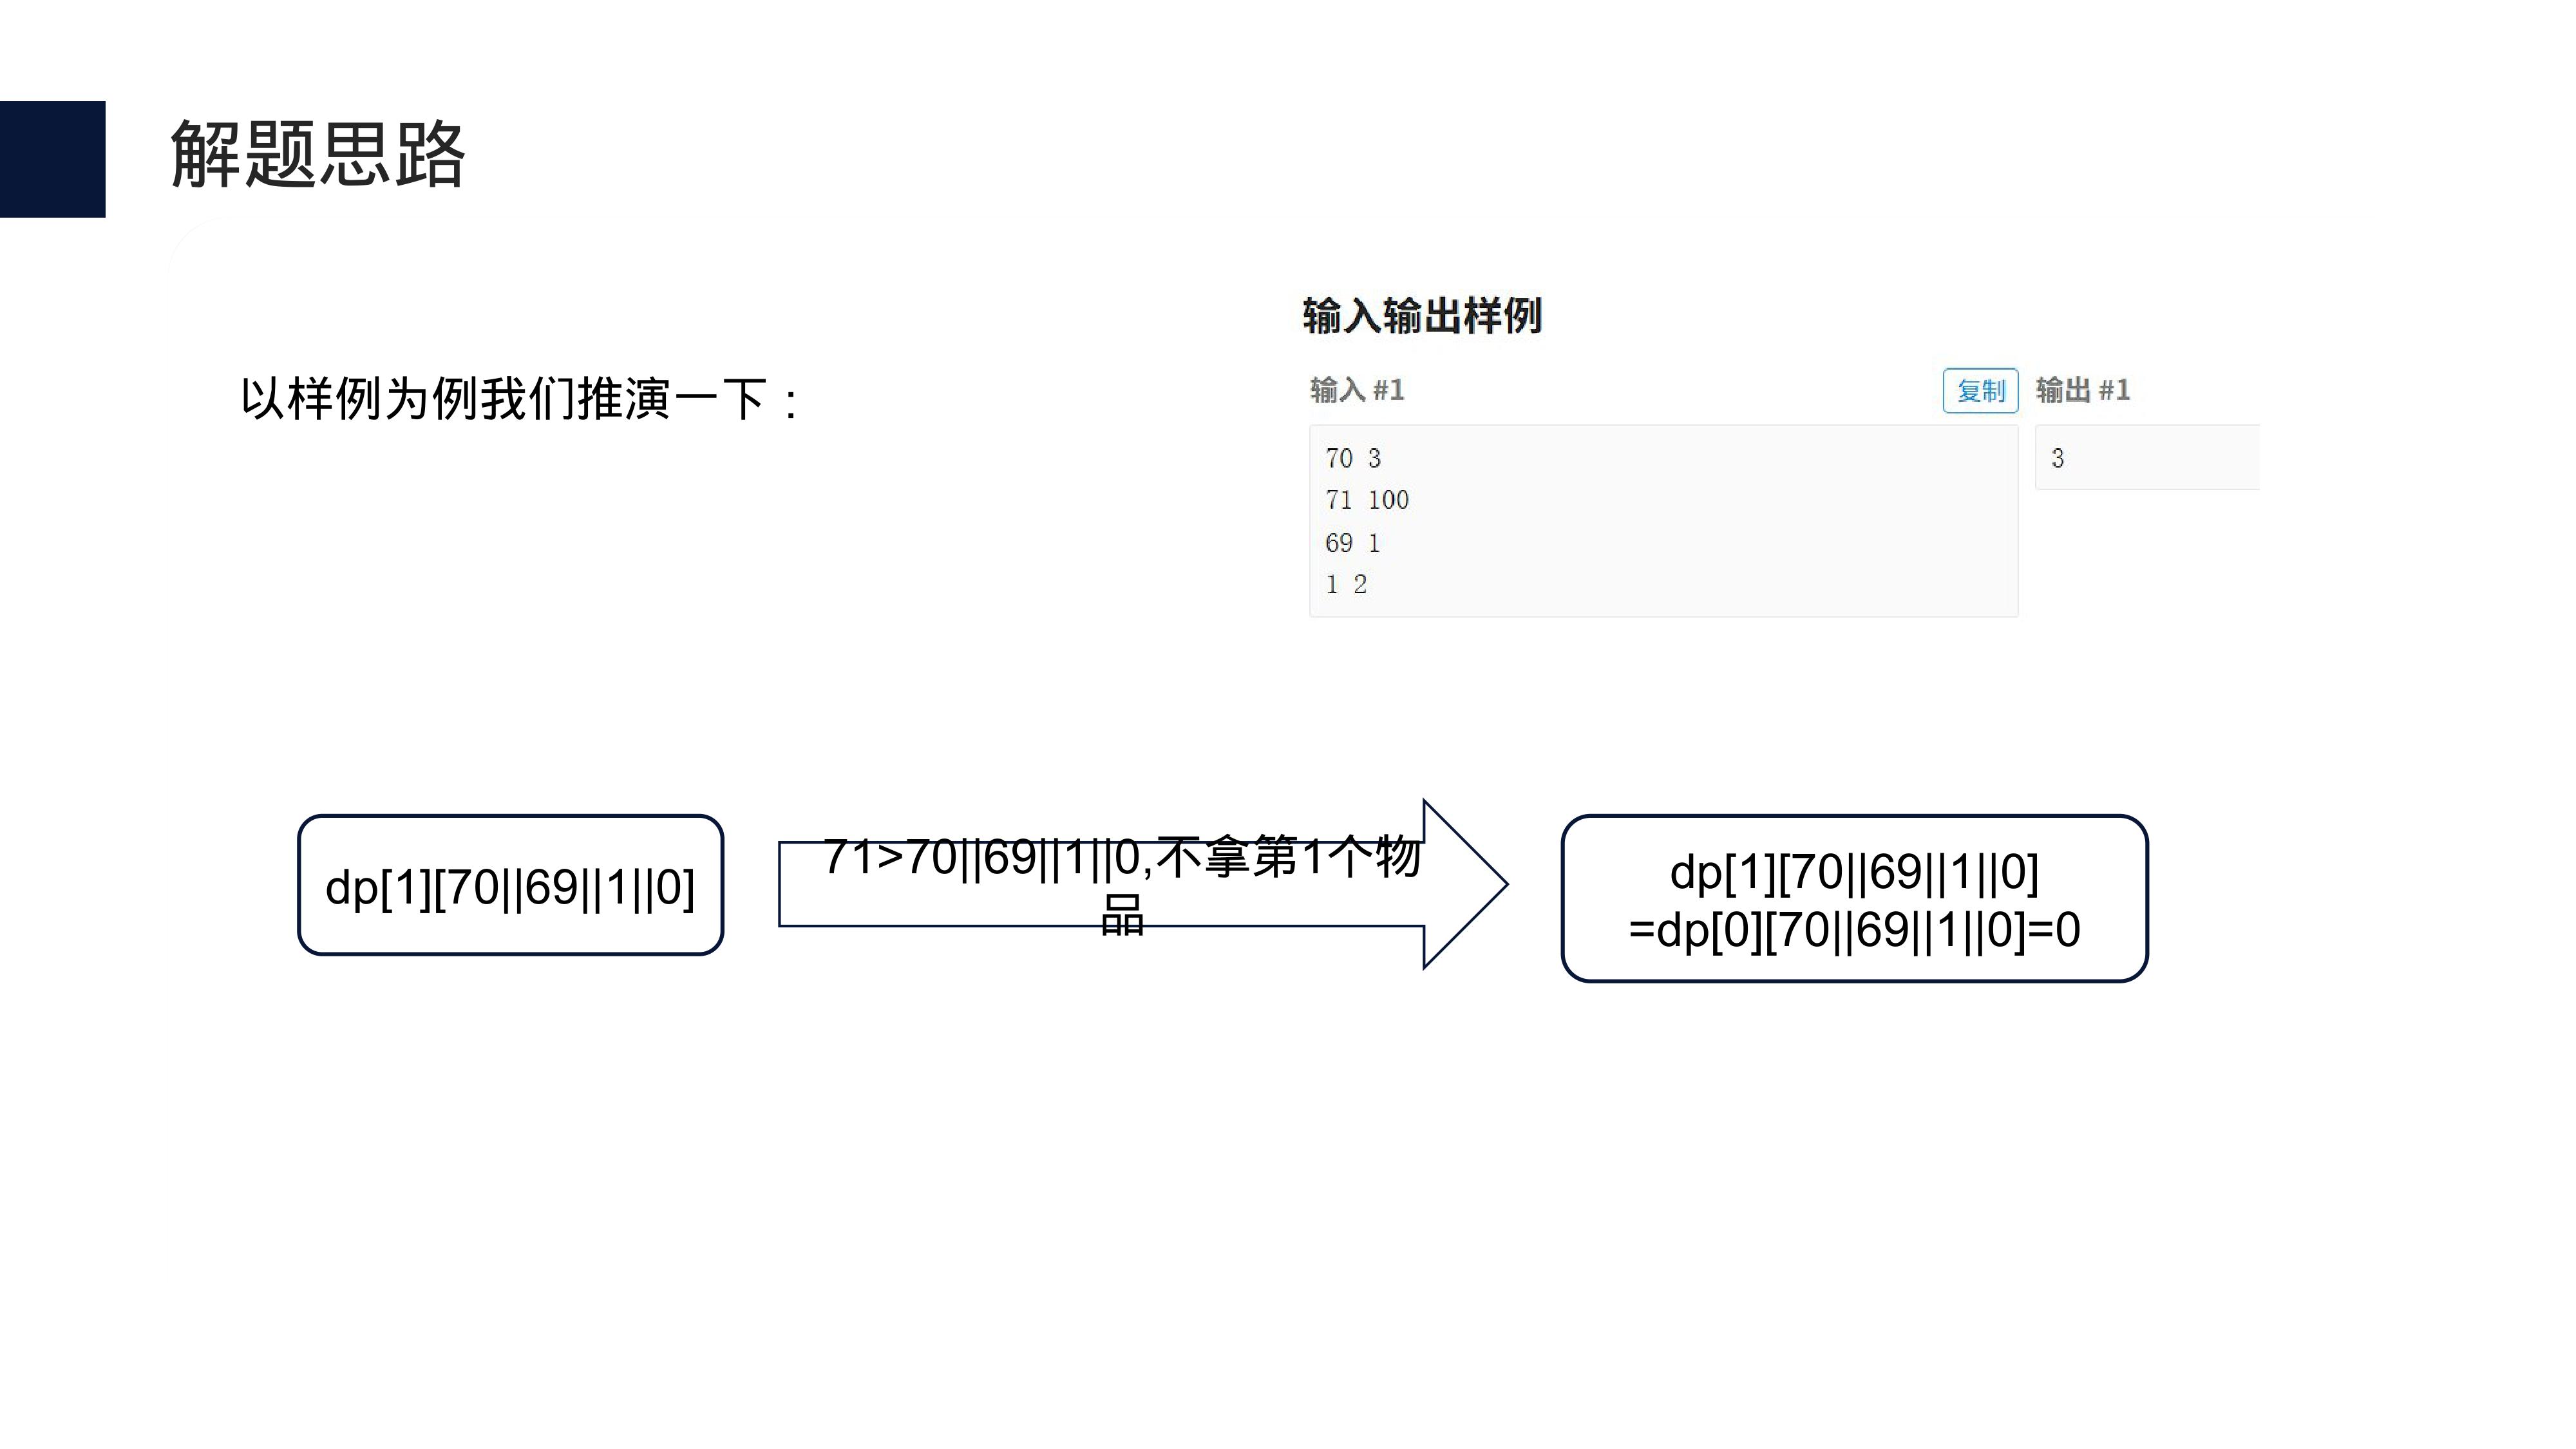 解题思路
以样例为例我们推演一下：
输入输出样例
输入 #1
复制
输出 #1
70 3
71 100
69 1
1 2
3
dp[1][70||69||1||0]
71>70||69||1||0,不拿第1个物
品
dp[1][70||69||1||0]
=dp[0][70||69||1||0]=0